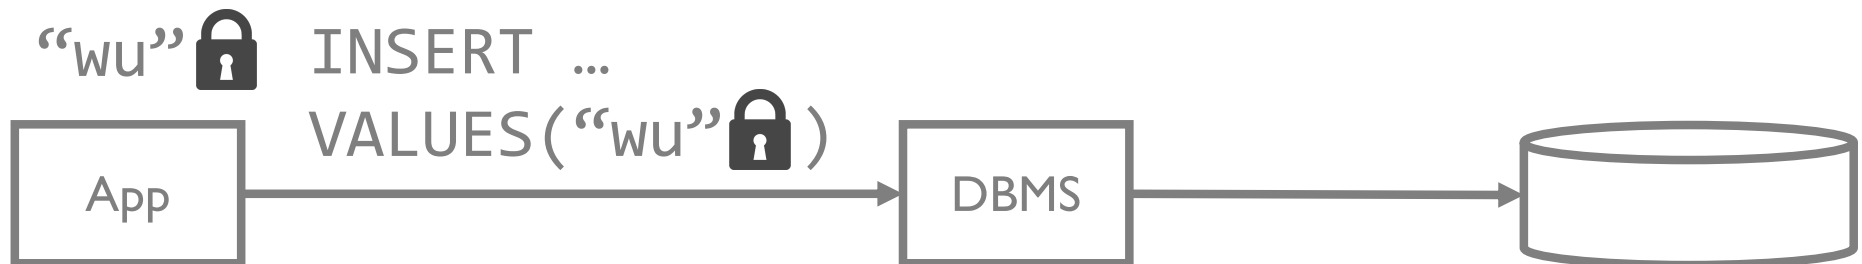 “wu” INSERT …
VALUES(“wu” )
App
DBMS